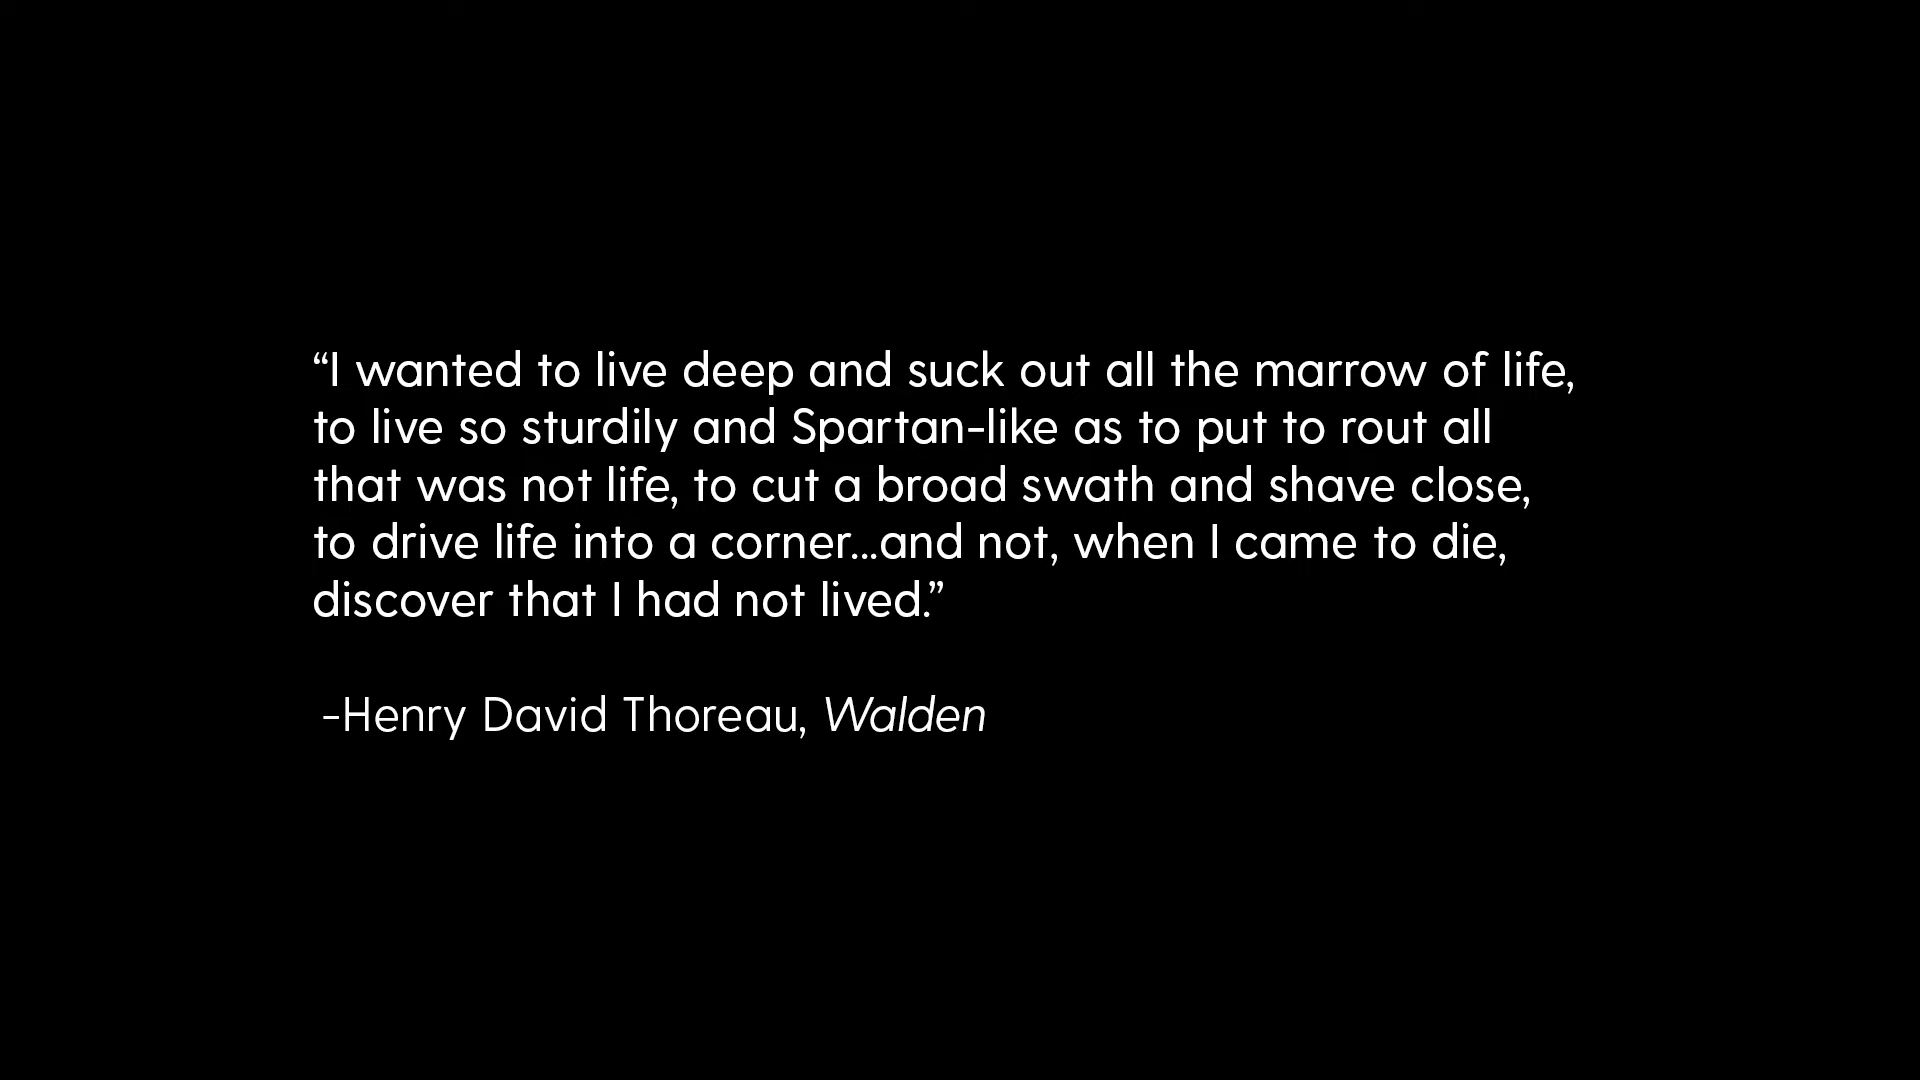 “I wanted to live deep and suck out all the marrow of life,
to live so sturdily and Spartan-like as to put to rout all
that was not life, to cut a broad swath and shave close,
to drive life into a corner...and not, when I came to die,
discover that I had not lived.”
-Henry David Thoreau, Walden